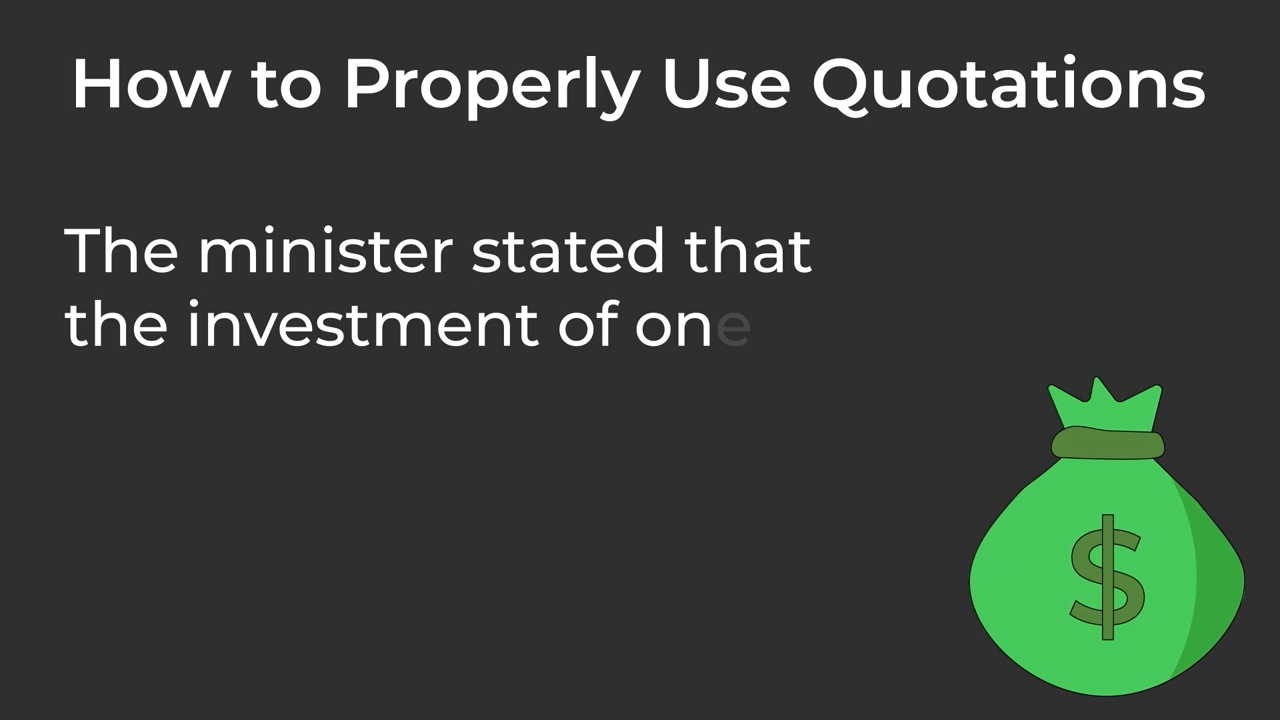 How to Properly Use Quotations
The minister stated that
the investment of one
$